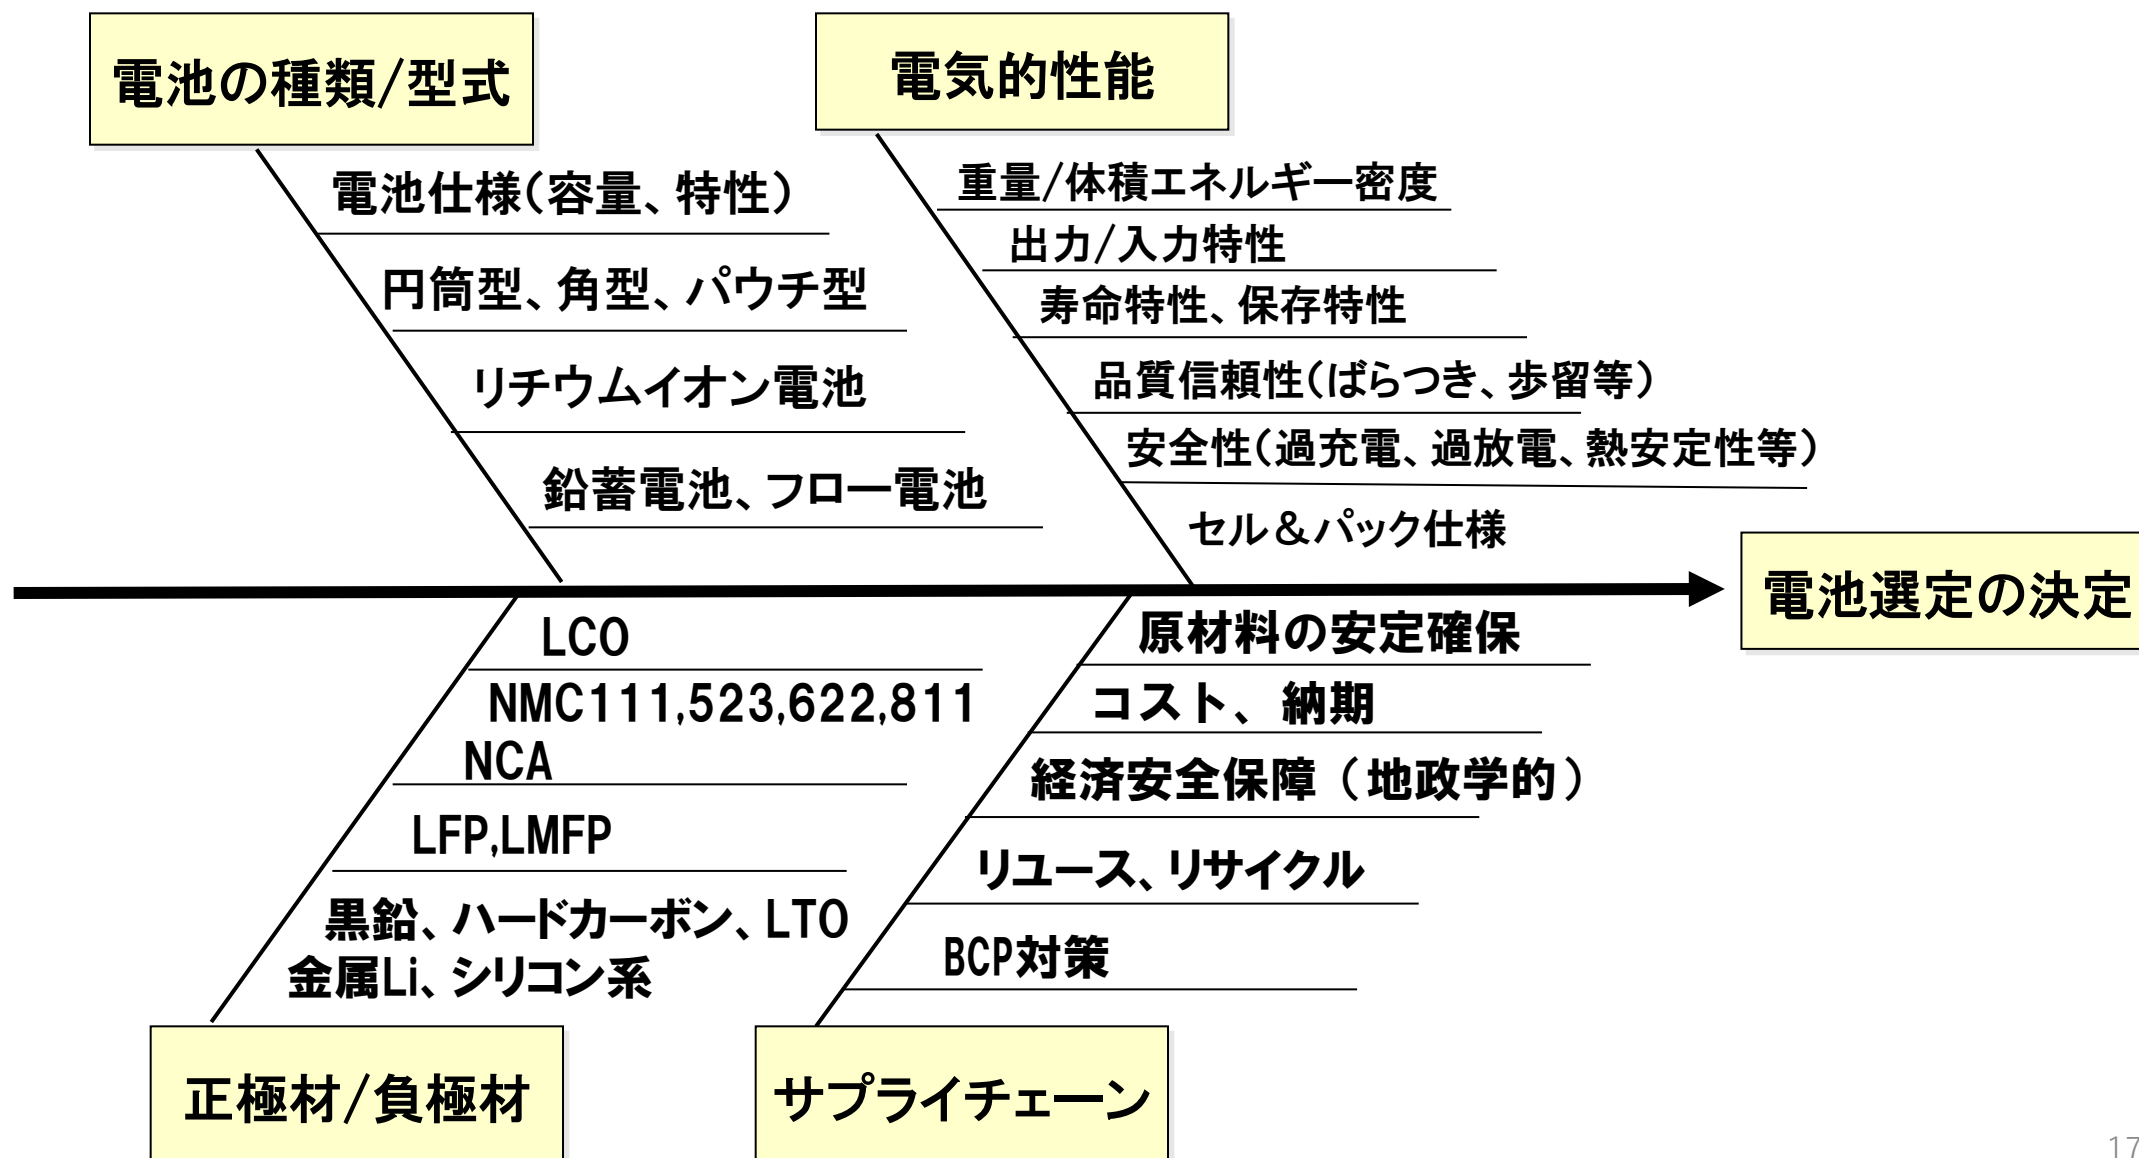 電池の種類/型式
電池仕様(容量、特性)
円筒型、角型、パウチ型
リチウムイオン電池
鉛蓄電池、フロー電池
電気的性能
重量/体積エネルギー密度
出力/入力特性
寿命特性、保存特性
品質信頼性(ばらつき、歩留等)
安全性(過充電、過放電、熱安定性等)
セル&パック仕様
電池選定の決定
LCO
NMC111,523,622,811
NCA
LFP,LMFP
黒鉛、ハードカーボン、LTO
金属Li、シリコン系
正極材/負極材
原材料の安定確保
コスト、納期
経済安全保障(地政学的)
リユース、リサイクル
BCP対策
サプライチェーン
17